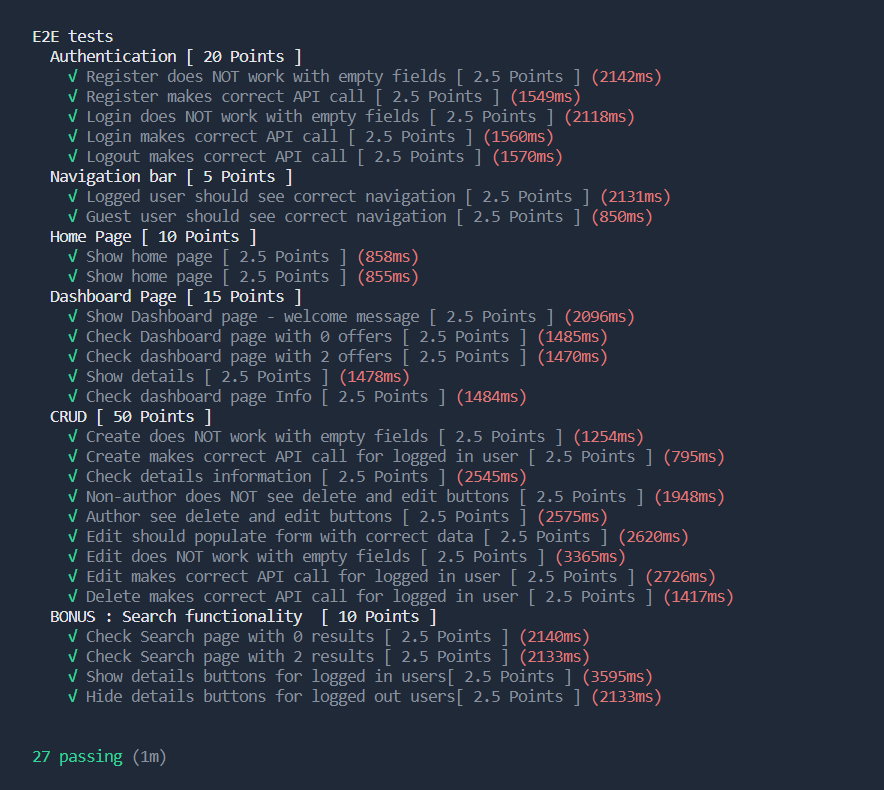 E2E tests
Authentication [ 20 Points ]
√ Register does NOT work with empty fields [ 2.5 Points ] (2142ms)
√ Register makes correct API call [ 2.5 Points ] (1549ms)
√ Login does NOT work with empty fields [ 2.5 Points ] (2118ms)
√ Login makes correct API call [ 2.5 Points ] (1560ms)
√ Logout makes correct API call [ 2.5 Points ] (1570ms)
Navigation bar [ 5 Points ]
√ Logged user should see correct navigation [ 2.5 Points ] (2131ms)
√ Guest user should see correct navigation [ 2.5 Points ] (850ms)
Home Page [ 10 Points ]
√ Show home page [ 2.5 Points ] (858ms)
√ Show home page [ 2.5 Points ] (855ms)
Dashboard Page [ 15 Points ]
√ Show Dashboard page - welcome message [ 2.5 Points ] (2096ms)
√ Check Dashboard page with 0 offers [ 2.5 Points ] (1485ms)
√ Check dashboard page with 2 offers [ 2.5 Points ] (1470ms)
√ Show details [ 2.5 Points ] (1478ms)
√ Check dashboard page Info [ 2.5 Points ] (1484ms)
CRUD [ 50 Points ]
√ Create does NOT work with empty fields [ 2.5 Points ] (1254ms)
√ Create makes correct API call for logged in user [ 2.5 Points ] (795ms)
√ Check details information [ 2.5 Points ] (2545ms)
√ Non-author does NOT see delete and edit buttons [ 2.5 Points ] (1948ms)
√ Author see delete and edit buttons [ 2.5 Points ] (2575ms)
√ Edit should populate form with correct data [ 2.5 Points ] (2620ms)
√ Edit does NOT work with empty fields [ 2.5 Points ] (3365ms)
√ Edit makes correct API call for logged in user [ 2.5 Points ] (2726ms)
√ Delete makes correct API call for logged in user [ 2.5 Points ] (1417ms)
BONUS : Search functionality  [ 10 Points ]
√ Check Search page with 0 results [ 2.5 Points ] (2140ms)
√ Check Search page with 2 results [ 2.5 Points ] (2133ms)
√ Show details buttons for logged in users[ 2.5 Points ] (3595ms)
√ Hide details buttons for logged out users[ 2.5 Points ] (2133ms)
27 passing (1m)